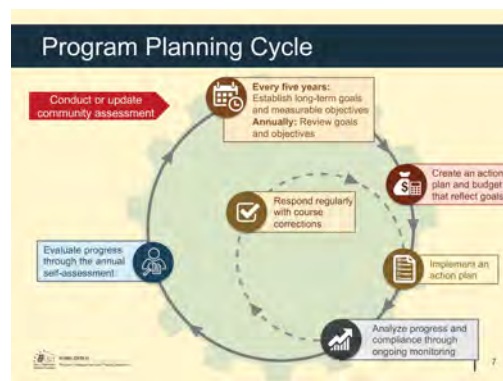 Program Planning Cycle
Conduct or update
community assessment
Every five years:
Establish long-term goals
and measurable objectives
Annually: Review goals
and objectives
Create an action
plan and budget
that reflect goals
Respond regularly
with course
corrections
Implement an
action plan
Evaluate progress
through the annual
self-assessment
Analyze progress and
compliance through
ongoing monitoring
7